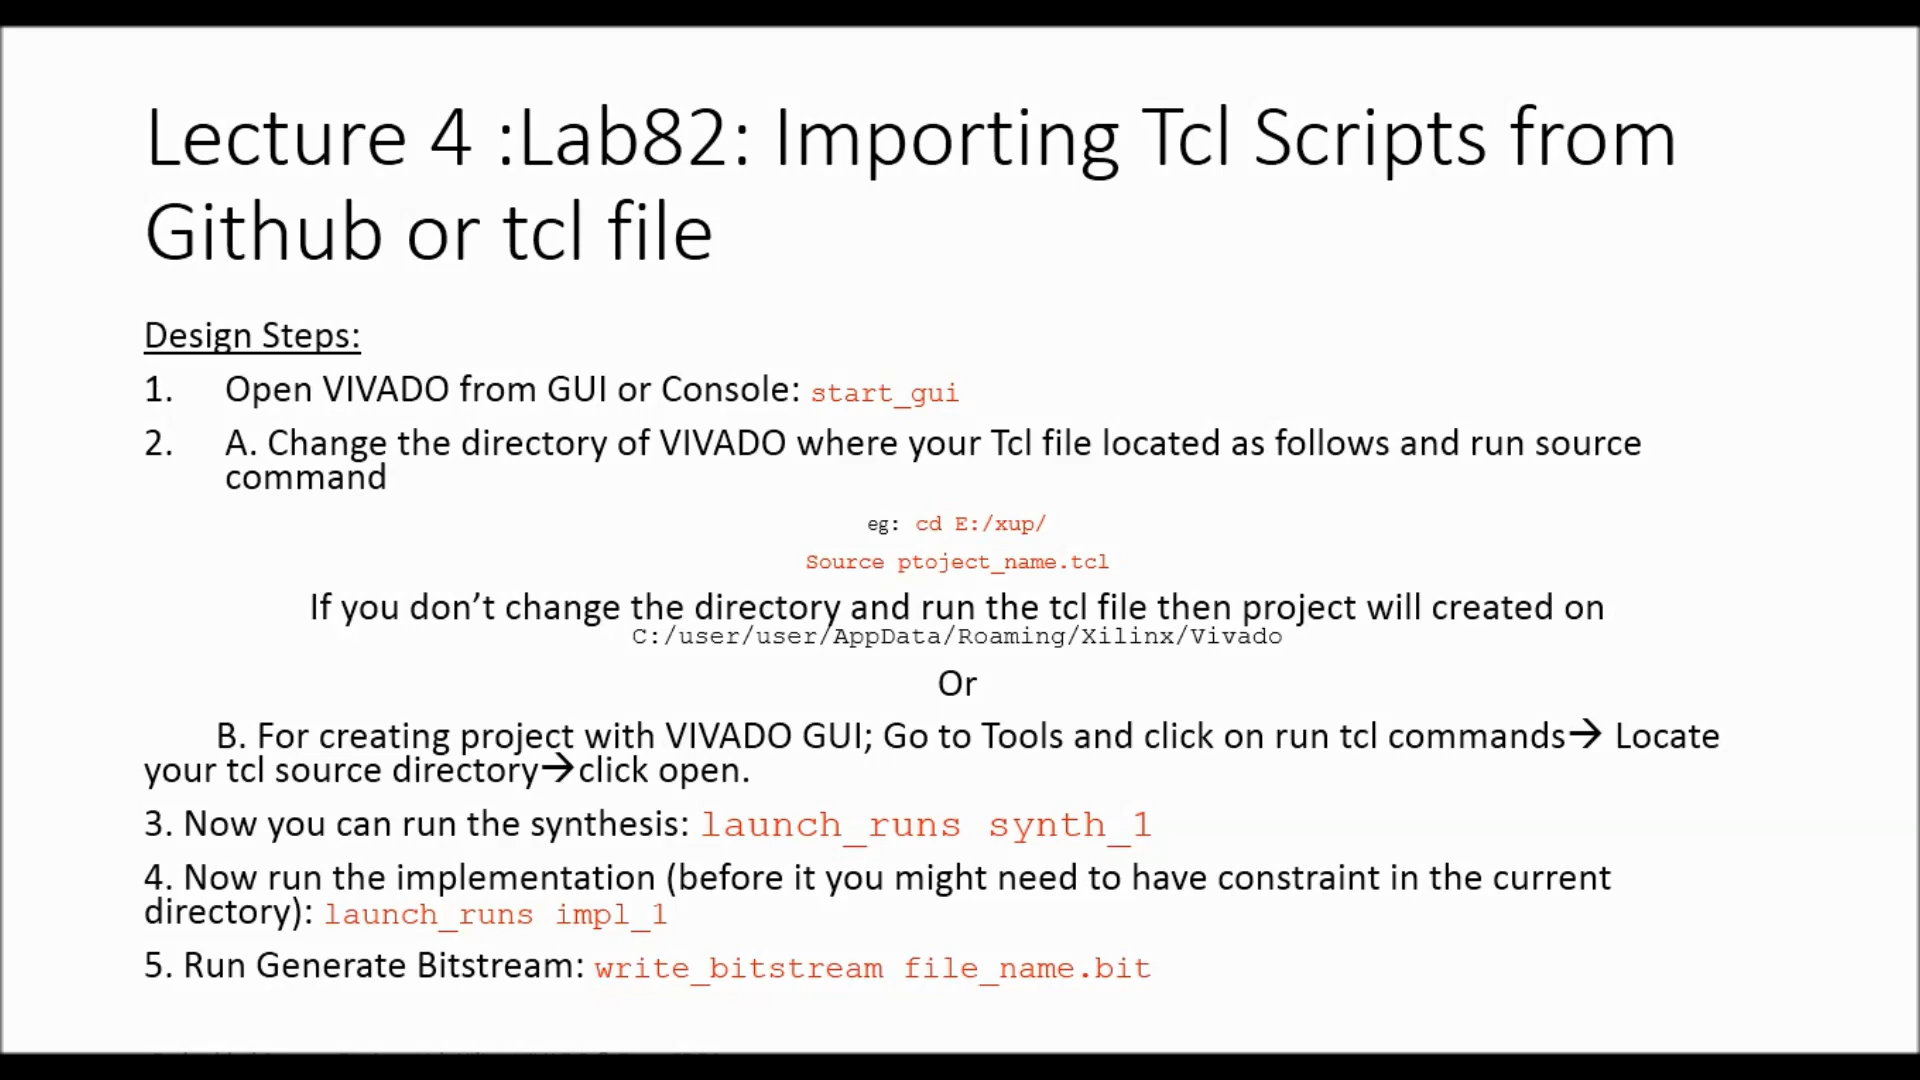 Lecture 4 :Lab82: Importing Tcl Scripts from
Github or tcl file
Design Steps:
1. Open VIVADO from GUI or Console: start_gui
2. A. Change the directory of VIVADO where your Tcl file located as follows and run source
command
eg: cd E:/xup/
Source ptoject_name.tcl
If you don’t change the directory and run the tcl file then project will created on
C:/user/user/AppData/Roaming/Xilinx/Vivado
Or
B. For creating project with VIVADO GUI; Go to Tools and click on run tcl commands→ Locate
your tcl source directory→click open.
3. Now you can run the synthesis: launch_runs synth_1
4. Now run the implementation (before it you might need to have constraint in the current
directory): launch_runs impl_1
5. Run Generate Bitstream: write_bitstream file_name.bit